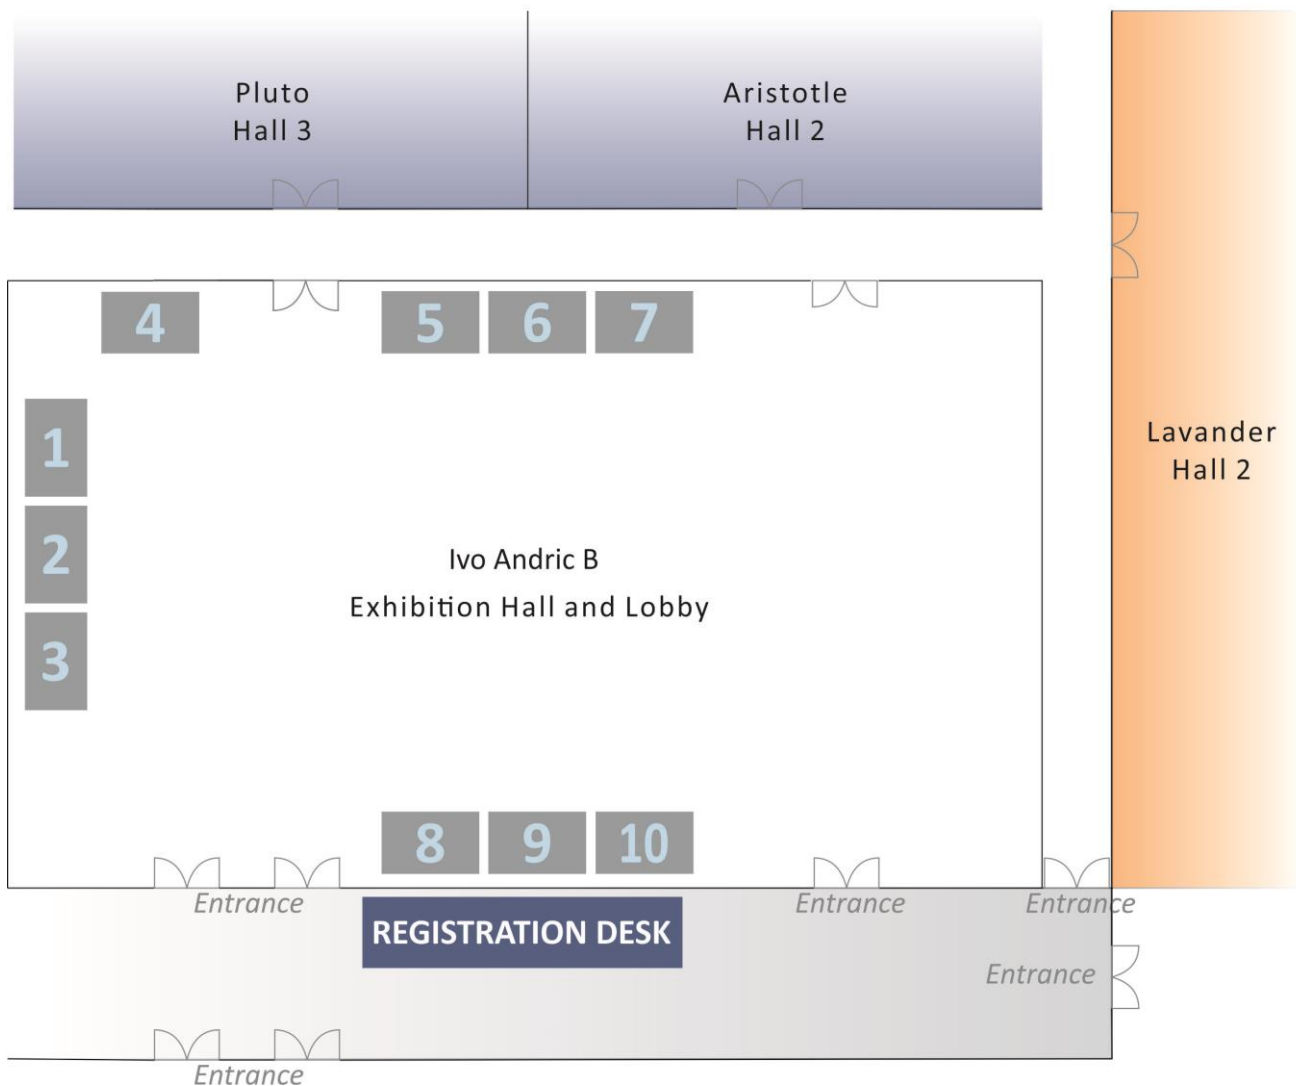 Pluto
Hall 3
Aristotle
Hall 2
4
5
6
7
1
2
3
Lavander
Hall 2
Ivo Andric B
Exhibition Hall and Lobby
8
9
10
Entrance
Entrance
Entrance
REGISTRATION DESK
Entrance
Entrance